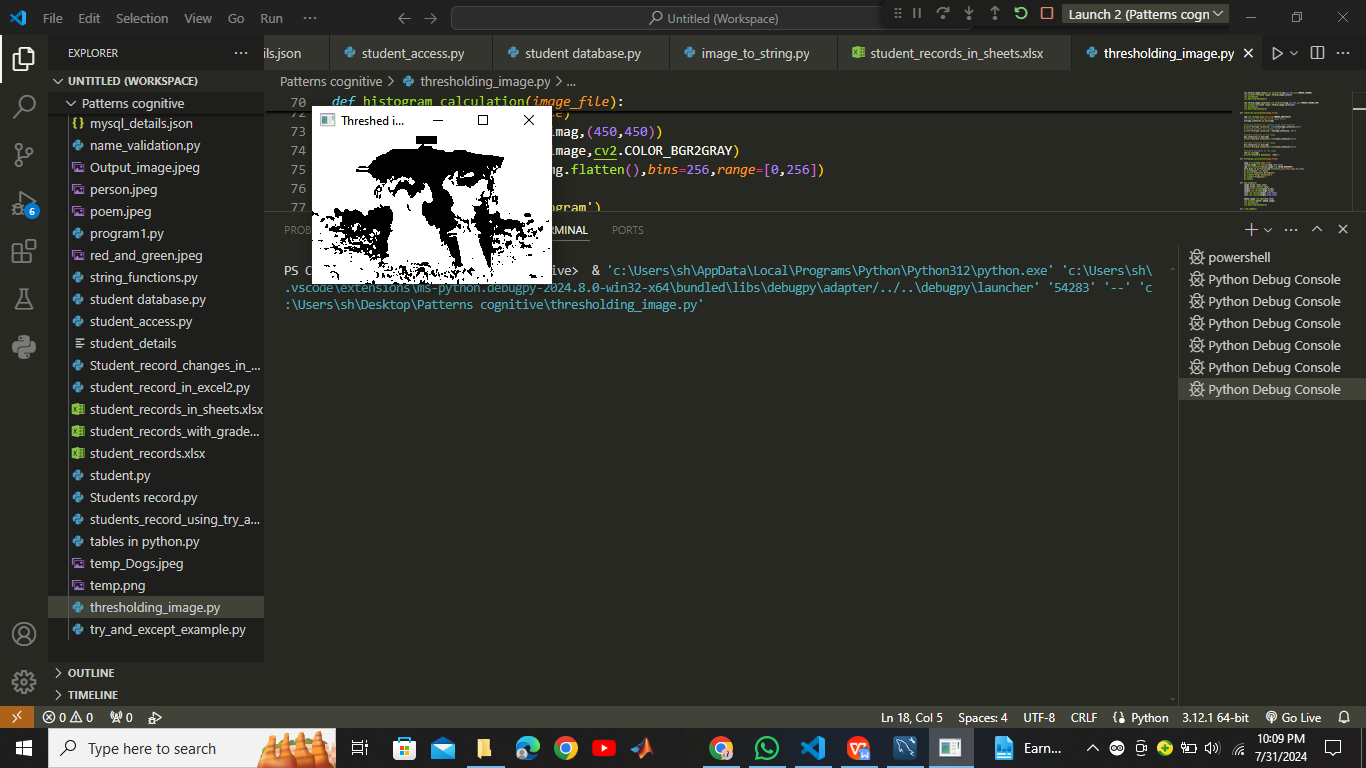 File Edit Selection View Go Run ··· Untitled (Workspace) Launch 2 (Patterns cogn
EXPLORER ···
ils.json student_access.py student database.py image_to_string.py student_records_in_sheets.xlsx thresholding_image.py
UNTITLED (WORKSPACE)
Patterns cognitive > thresholding_image.py > ...
Patterns cognitive
mysql_details.json
name_validation.py
Output_image.jpeg
person.jpeg
poem.jpeg
program1.py
red_and_green.jpeg
string_functions.py
student database.py
student_access.py
student_details
Student_record_changes_in_...
student_record_in_excel2.py
student_records_in_sheets.xlsx
student_records_with_grade...
student_records.xlsx
student.py
Students record.py
students_record_using_try_a...
tables in python.py
temp_Dogs.jpeg
temp.png
thresholding_image.py
try_and_except_example.py
OUTLINE
TIMELINE
70 def histogram_calculation(image_file):
72 )
73 mag,(450,450))
74 image,cv2.COLOR_BGR2GRAY)
75 ng.flatten(),bins=256,range=[0,256])
76
77 ogram')
Threshed i...
PROB MINAL PORTS
PS C ive> & 'c:\Users\sh\AppData\Local\Programs\Python\Python312\python.exe' 'c:\Users\sh\
.vscode\extensions\ms-python.debugpy-2024.8.0-win32-x64\bundled\libs\debugpy\adapter/../..\debugpy\launcher' '54283' '--' 'c
:\Users\sh\Desktop\Patterns cognitive\thresholding_image.py'
powershell
Python Debug Console
Python Debug Console
Python Debug Console
Python Debug Console
Python Debug Console
Python Debug Console
6
0 0 0 Ln 18, Col 5 Spaces: 4 UTF-8 CRLF Python 3.12.1 64-bit Go Live
Type here to search Earn... 10:09 PM
7/31/2024